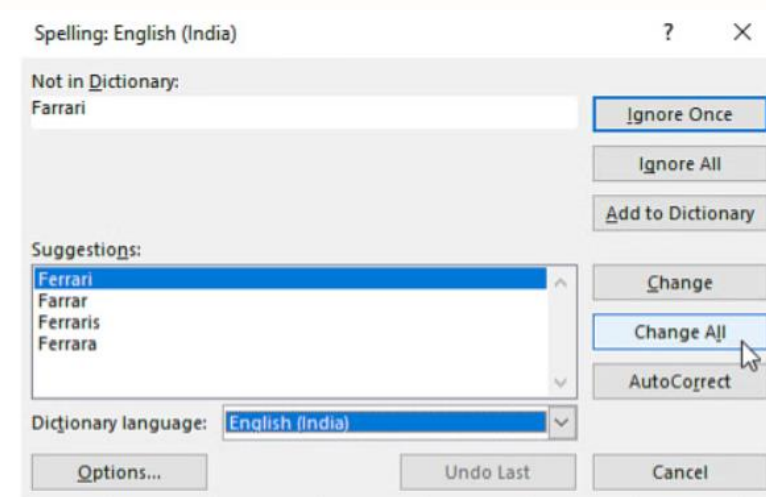 Spelling: English (India)
? ×
Not in Dictionary:
Farrari
Ignore Once
Ignore All
Add to Dictionary
Suggestions:
Ferrari
Farrar
Ferraris
Ferrara
Change
Change All
AutoCorrect
Dictionary language: English (India)
Options... Undo Last Cancel